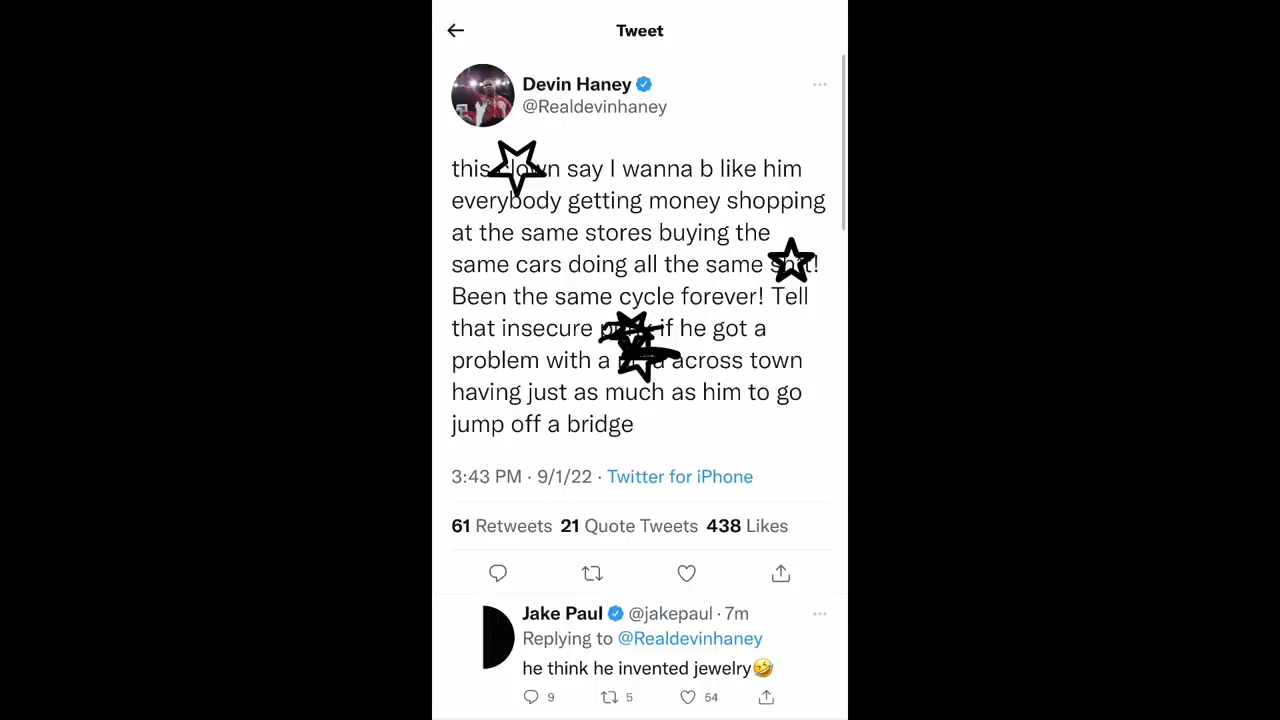 Tweet
Devin Haney
@Realdevinhaney
this clown say I wanna b like him
everybody getting money shopping
at the same stores buying the
same cars doing all the same
Been the same cycle forever! Tell
that insecure if he got a
problem with a across town
having just as much as him to go
jump off a bridge
3:43 PM · 9/1/22 · Twitter for iPhone
61 Retweets 21 Quote Tweets 438 Likes
Jake Paul @jakepaul · 7m
Replying to @Realdevinhaney
he think he invented jewelry🤣
9 5 54